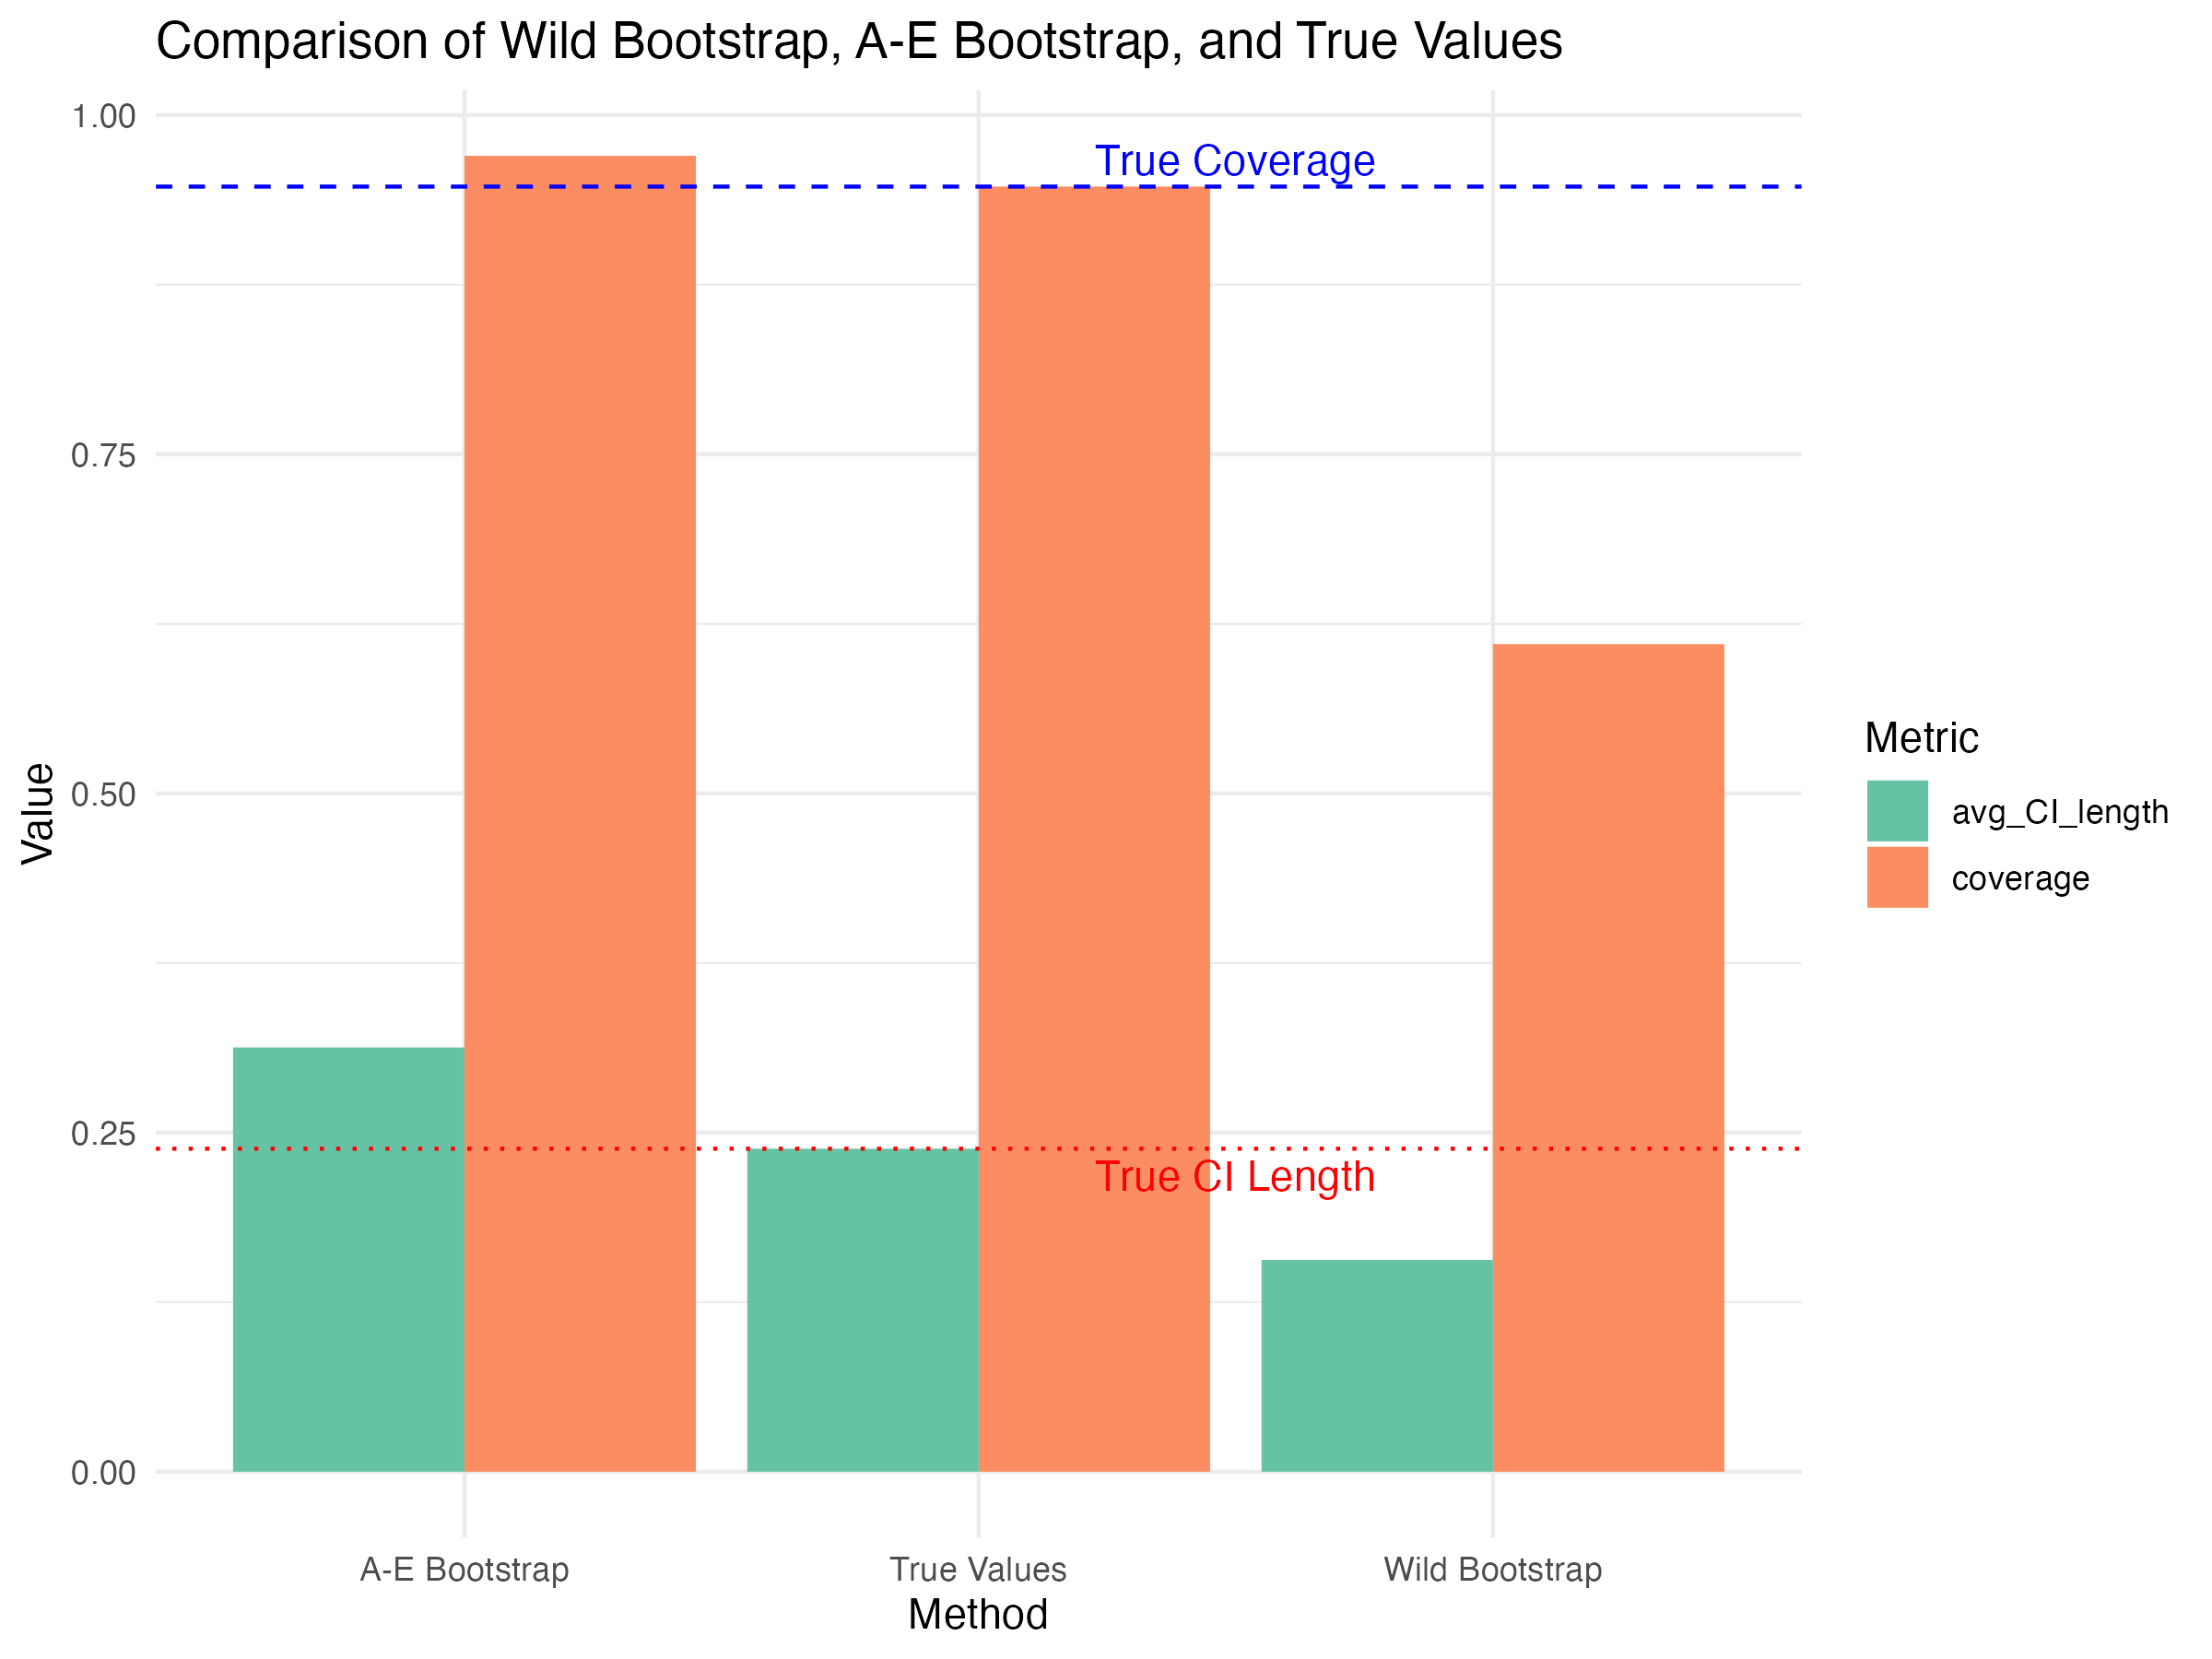 Comparison of Wild Bootstrap, A-E Bootstrap, and True Values
1.00
0.75
0.50
0.25
0.00
Value
True Coverage
True CI Length
A-E Bootstrap
True Values
Wild Bootstrap
Method
Metric
avg_CI_length
coverage